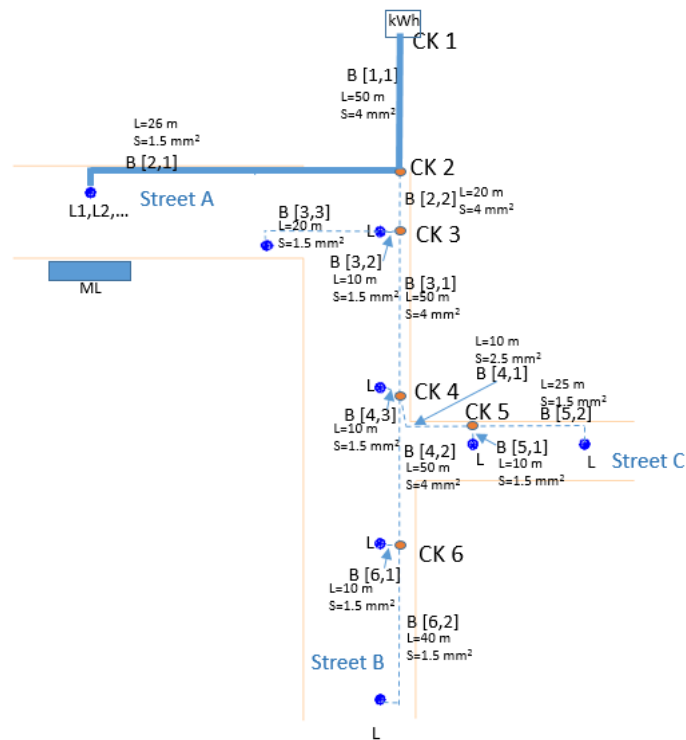 kWh
CK 1
B [1,1]
L=50 m
S=4 mm²
L=26 m
S=1.5 mm²
B [2,1]
CK 2
Street A
L1,L2,...
B [2,2]
L=20 m
S=4 mm²
B [3,3]
L=20 m
S=1.5 mm²
L
CK 3
B [3,2]
L=10 m
S=1.5 mm²
B [3,1]
L=50 m
S=4 mm²
ML
L=10 m
S=2.5 mm²
B [4,1]
L
CK 4
L=25 m
S=1.5 mm²
B [5,2]
CK 5
B [4,3]
L=10 m
S=1.5 mm²
B [4,2]
L=50 m
S=4 mm²
B [5,1]
L=10 m
S=1.5 mm²
L
L
Street C
L
CK 6
B [6,1]
L=10 m
S=1.5 mm²
B [6,2]
L=40 m
S=1.5 mm²
Street B
L